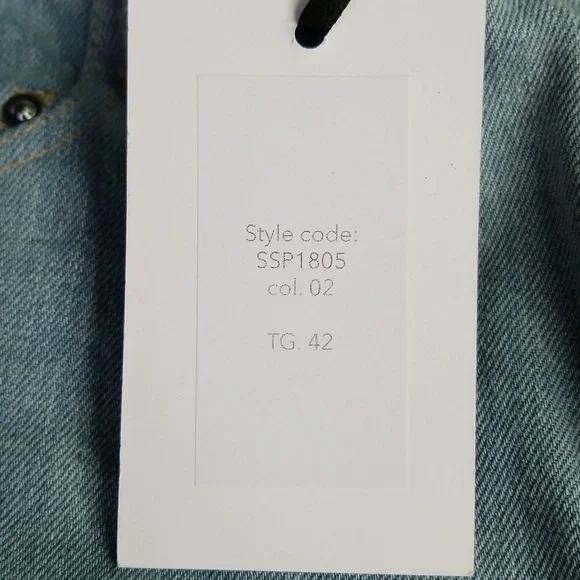 Style code:
SSP1805
col. 02
TG. 42